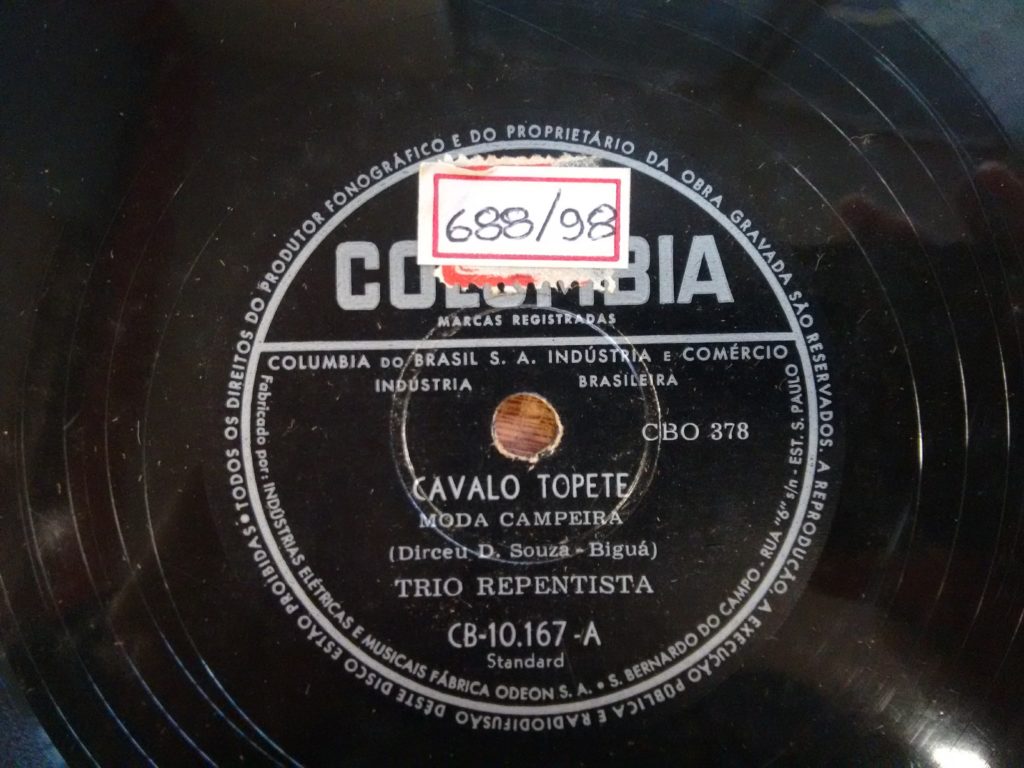 • TODOS OS DIREITOS DO PRODUTOR FONOGRÁFICO E DO PROPRIETÁRIO DA OBRA GRAVADA SÃO RESERVADOS. A REPRODUÇÃO, A EXECUÇÃO PÚBLICA E RADIODIFUSÃO DÊSTE DISCO ESTÃO PROIBIDAS
688/98
COLUMBIA
MARCAS REGISTRADAS
COLUMBIA DO BRASIL S. A. INDÚSTRIA E COMÉRCIO
INDÚSTRIA BRASILEIRA
CBO 378
CAVALO TOPETE
MODA CAMPEIRA
(Dirceu D. Souza - Biguá)
TRIO REPENTISTA
CB-10.167 - A
Standard
Fabricado por: INDÚSTRIAS ELÉTRICAS E MUSICAIS FÁBRICA ODEON S. A. • S. BERNARDO DO CAMPO - RUA "6" s/n - EST. S. PAULO